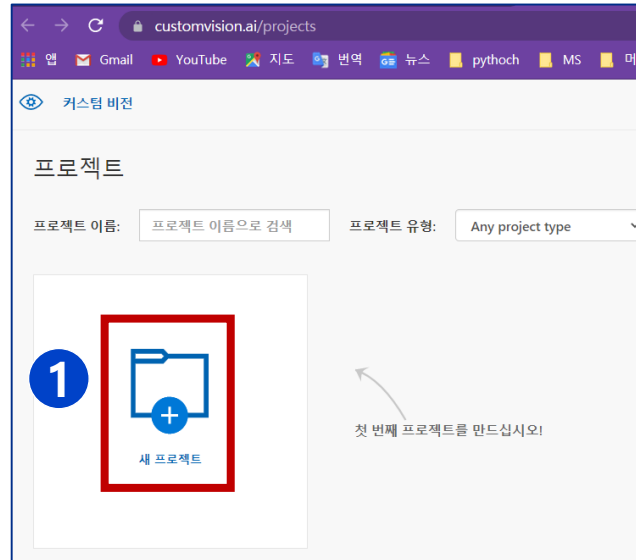 customvision.ai/projects
앱 Gmail YouTube 지도 번역 GE 뉴스 pythoch MS
커스텀 비전
프로젝트
프로젝트 이름: 프로젝트 이름으로 검색 프로젝트 유형: Any project type
1
첫 번째 프로젝트를 만드십시오!
새 프로젝트